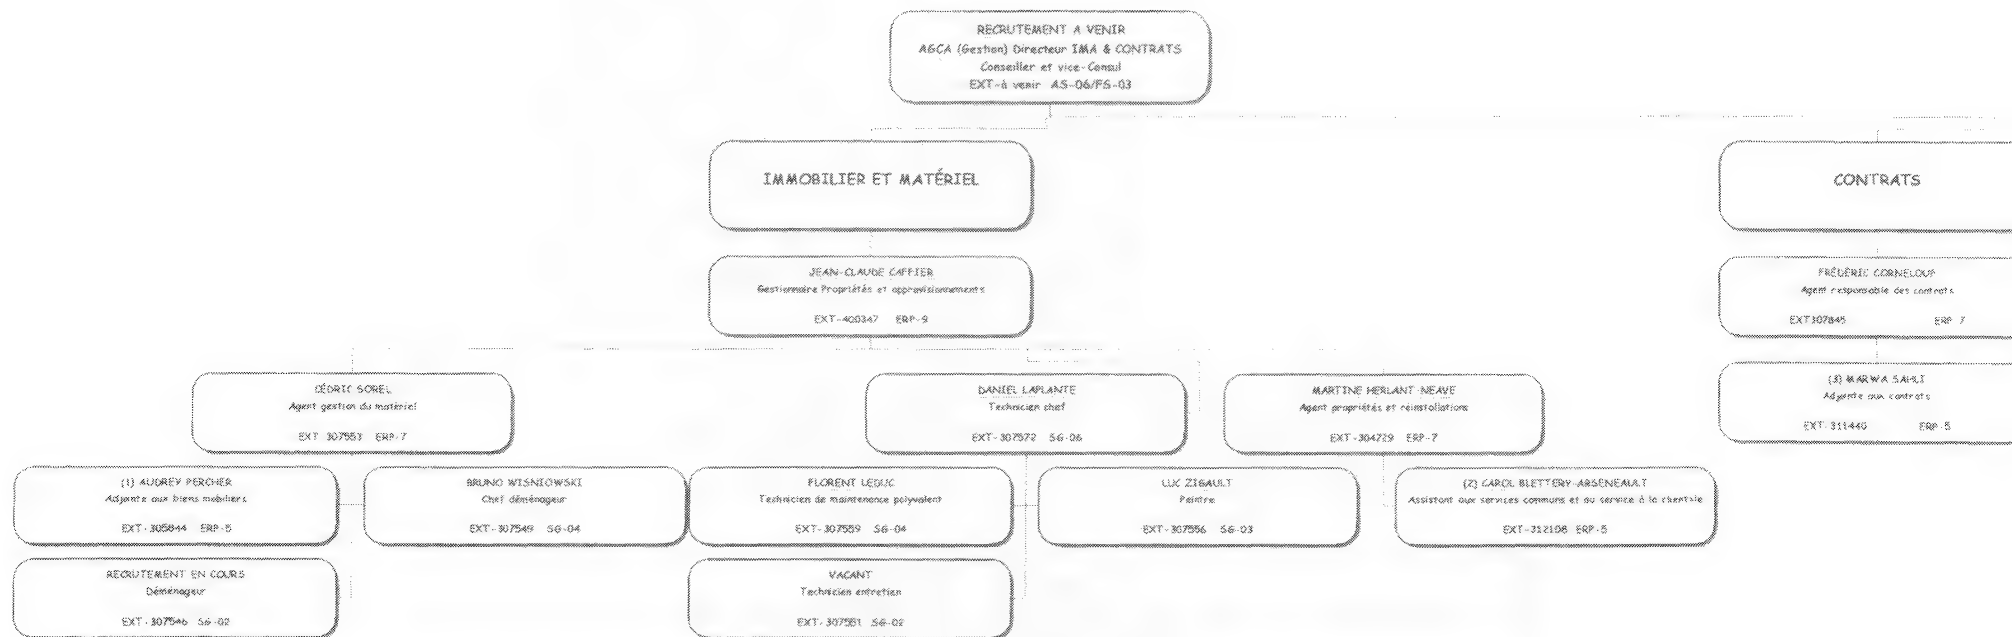 RECRUTEMENT A VENIR
AGCA (Gestion) Directeur IMA & CONTRATS
Conseiller et vice-Consul
EXT-à venir AS-06/FS-03
IMMOBILIER ET MATÉRIEL
CONTRATS
JEAN-CLAUDE CAFFIER
Gestionnaire Propriétés et approvisionnements
EXT-400347 ERP-9
FRÉDÉRIC CORNELOUP
Agent responsable des contrats
EXT307845 ERP 7
CÉDRIC SOREL
Agent gestion du matériel
EXT 307553 ERP-7
DANIEL LAPLANTE
Technicien chef
EXT-307572 SG-06
MARTINE HERLANT-NEAVE
Agent propriétés et réinstallations
EXT-304729 ERP-7
(3) MARWA SAHLI
Adjointe aux contrats
EXT-311440 ERP-5
(1) AUDREY PERCHER
Adjointe aux biens mobiliers
EXT-305844 ERP-5
BRUNO WISNIOWSKI
Chef déménageur
EXT-307549 SG-04
FLORENT LEDUC
Technicien de maintenance polyvalent
EXT-307559 SG-04
LUC ZIGAULT
Peintre
EXT-307556 SG-03
(2) CAROL BLETTERY-ARSENEAULT
Assistant aux services communs et au service à la clientèle
EXT-312108 ERP-5
RECRUTEMENT EN COURS
Déménageur
EXT-307546 SG-02
VACANT
Technicien entretien
EXT-307551 SG-02